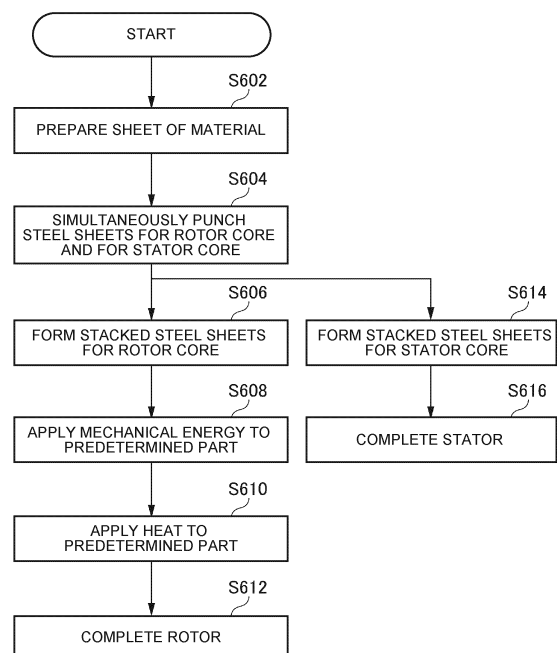 START
S602
PREPARE SHEET OF MATERIAL
S604
SIMULTANEOUSLY PUNCH
STEEL SHEETS FOR ROTOR CORE
AND FOR STATOR CORE
S606
FORM STACKED STEEL SHEETS
FOR ROTOR CORE
S614
FORM STACKED STEEL SHEETS
FOR STATOR CORE
S608
APPLY MECHANICAL ENERGY TO
PREDETERMINED PART
S616
COMPLETE STATOR
S610
APPLY HEAT TO
PREDETERMINED PART
S612
COMPLETE ROTOR